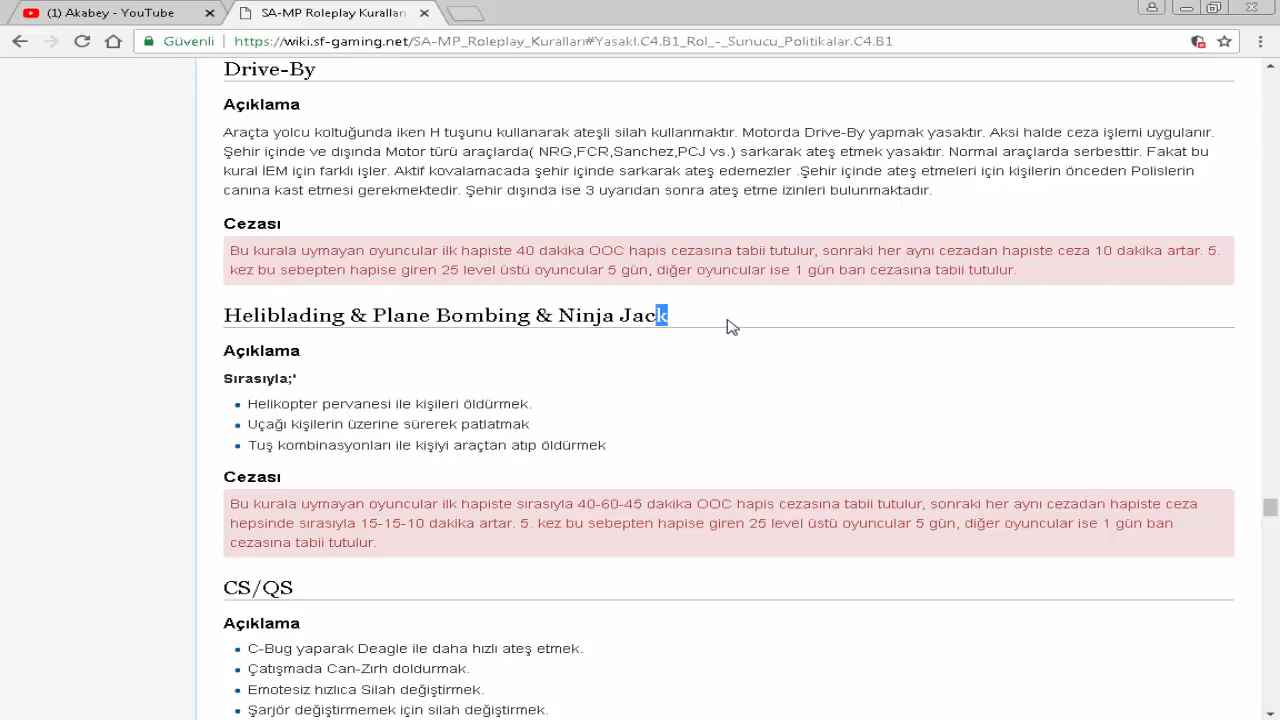 (1) Akabey - YouTube
SA-MP Roleplay Kuralları
Güvenli
https://wiki.sf-gaming.net/SA-MP_Roleplay_Kuralları#Yasakl.C4.B1_Rol_-_Sunucu_Politikalar.C4.B1
Drive-By
Açıklama
Araçta yolcu koltuğunda iken H tuşunu kullanarak ateşli silah kullanmaktır. Motorda Drive-By yapmak yasaktır. Aksi halde ceza işlemi uygulanır.
Şehir içinde ve dışında Motor türü araçlarda( NRG,FCR,Sanchez,PCJ vs.) sarkarak ateş etmek yasaktır. Normal araçlarda serbesttir. Fakat bu
kural İEM için farklı işler. Aktif kovalamacada şehir içinde sarkarak ateş edemezler .Şehir içinde ateş etmeleri için kişilerin önceden Polislerin
canına kast etmesi gerekmektedir. Şehir dışında ise 3 uyarıdan sonra ateş etme izinleri bulunmaktadır.
Cezası
Bu kurala uymayan oyuncular ilk hapiste 40 dakika OOC hapis cezasına tabii tutulur, sonraki her aynı cezadan hapiste ceza 10 dakika artar. 5.
kez bu sebepten hapise giren 25 level üstü oyuncular 5 gün, diğer oyuncular ise 1 gün ban cezasına tabii tutulur.
Heliblading & Plane Bombing & Ninja Jack
Açıklama
Sırasıyla;'
Helikopter pervanesi ile kişileri öldürmek.
Uçağı kişilerin üzerine sürerek patlatmak
Tuş kombinasyonları ile kişiyi araçtan atıp öldürmek
Cezası
Bu kurala uymayan oyuncular ilk hapiste sırasıyla 40-60-45 dakika OOC hapis cezasına tabii tutulur, sonraki her aynı cezadan hapiste ceza
hepsinde sırasıyla 15-15-10 dakika artar. 5. kez bu sebepten hapise giren 25 level üstü oyuncular 5 gün, diğer oyuncular ise 1 gün ban
cezasına tabii tutulur.
CS/QS
Açıklama
C-Bug yaparak Deagle ile daha hızlı ateş etmek.
Çatışmada Can-Zırh doldurmak.
Emotesiz hızlıca Silah değiştirmek.
Şarjör değiştirmemek için silah değiştirmek.